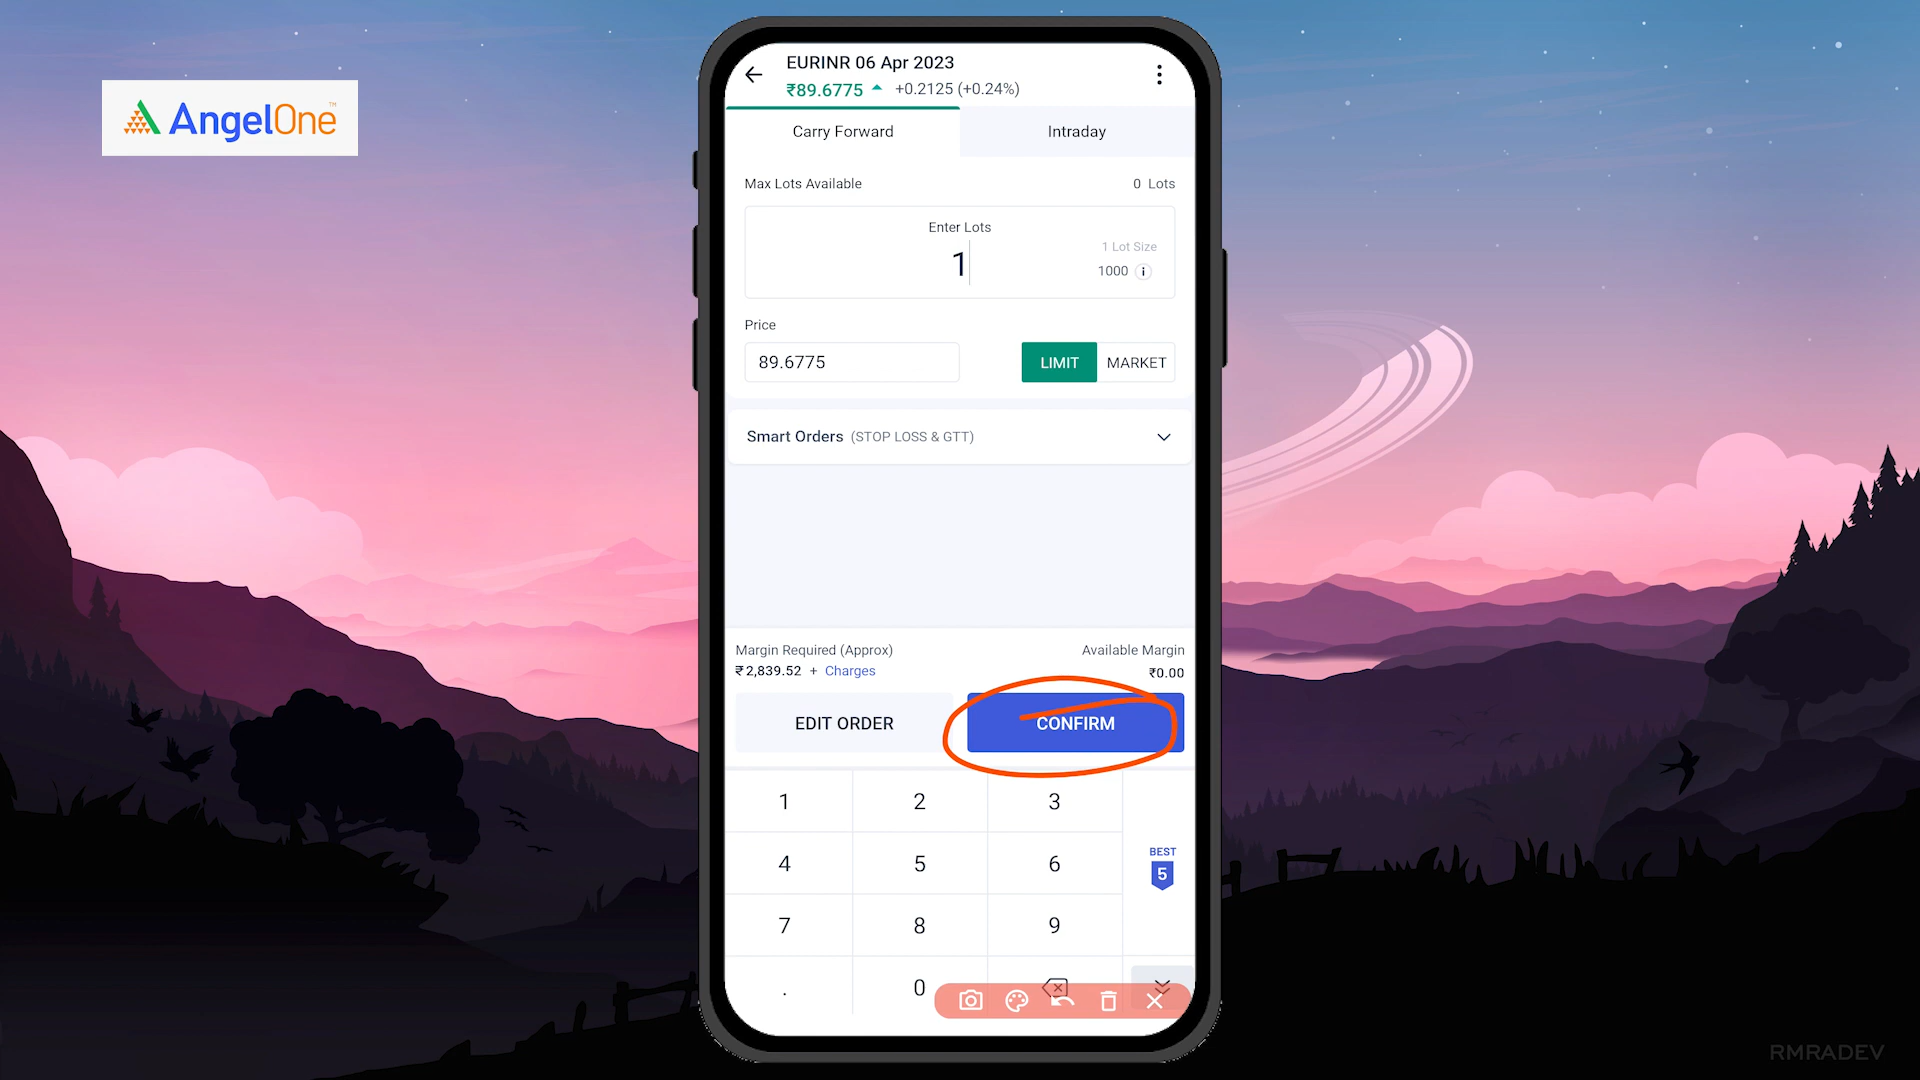 AngelOne™
EURINR 06 Apr 2023
₹89.6775 +0.2125 (+0.24%)
Carry Forward Intraday
Max Lots Available 0 Lots
Enter Lots
1
1 Lot Size
1000
Price
89.6775 LIMIT MARKET
Smart Orders (STOP LOSS & GTT)
Margin Required (Approx) Available Margin
₹2,839.52 + Charges ₹0.00
EDIT ORDER CONFIRM
1 2 3
4 5 6
BEST
5
7 8 9
. 0
RMRADEV